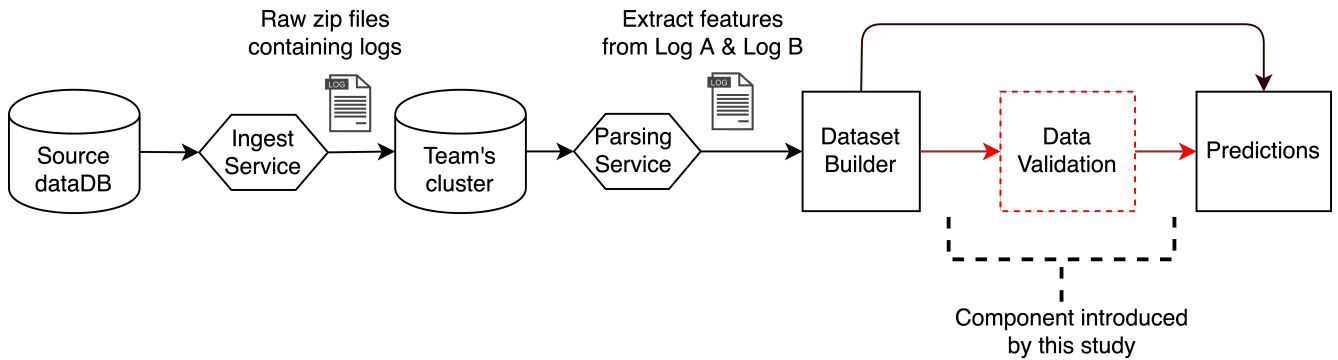 Raw zip files
containing logs
LOG
Extract features
from Log A & Log B
LOG
Source
dataDB
Ingest
Service
Team's
cluster
Parsing
Service
Dataset
Builder
Data
Validation
Predictions
Component introduced
by this study